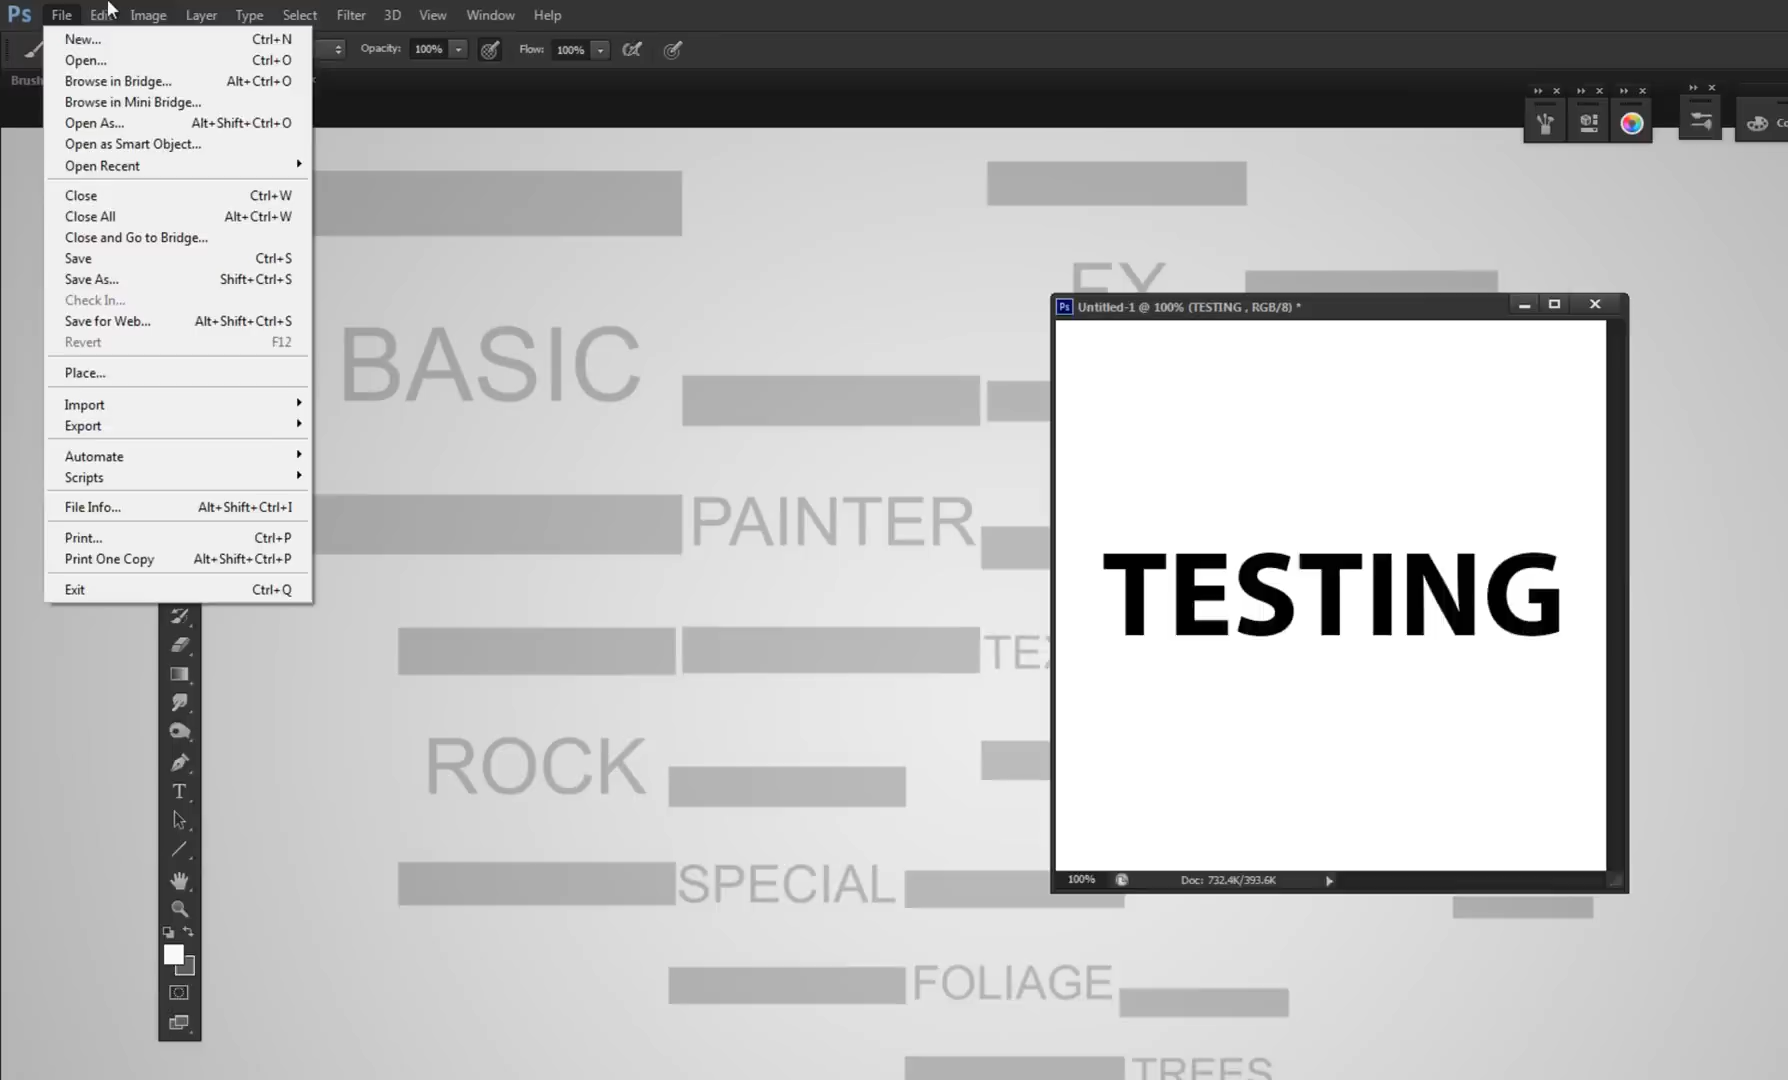 Ps File Edit Image Layer Type Select Filter 3D View Window Help
Opacity: 100% Flow: 100%
Brush
New... Ctrl+N
Open... Ctrl+O
Browse in Bridge... Alt+Ctrl+O
Browse in Mini Bridge...
Open As... Alt+Shift+Ctrl+O
Open as Smart Object...
Open Recent
Close Ctrl+W
Close All Alt+Ctrl+W
Close and Go to Bridge...
Save Ctrl+S
Save As... Shift+Ctrl+S
Check In...
Save for Web... Alt+Shift+Ctrl+S
Revert F12
Place...
Import
Export
Automate
Scripts
File Info... Alt+Shift+Ctrl+I
Print... Ctrl+P
Print One Copy Alt+Shift+Ctrl+P
Exit Ctrl+Q
BASIC
PAINTER
ROCK
SPECIAL
FOLIAGE
TREES
Ps Untitled-1 @ 100% (TESTING , RGB/8) *
TESTING
100% Doc: 732.4K/393.6K